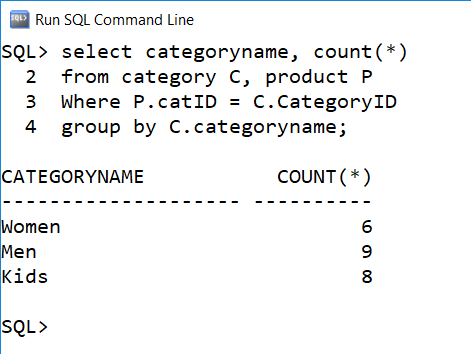 Run SQL Command Line
SQL> select categoryname, count(*)
  2  from category C, product P
  3  Where P.catID = C.CategoryID
  4  group by C.categoryname;

CATEGORYNAME           COUNT(*)
-------------------- ----------
Women                         6
Men                           9
Kids                          8

SQL>